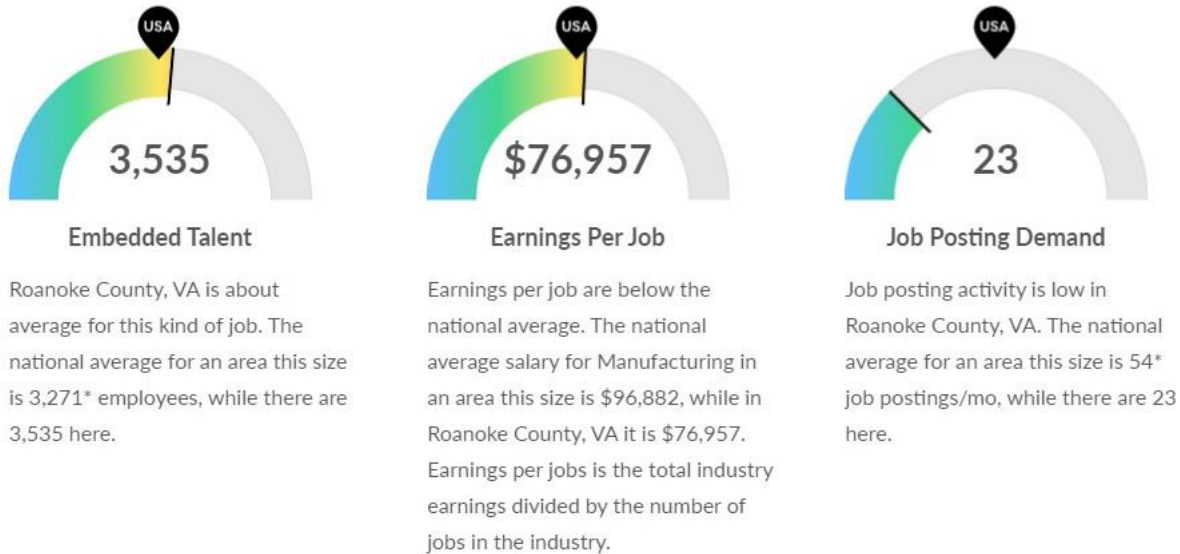 USA
3,535
Embedded Talent
Roanoke County, VA is about
average for this kind of job. The
national average for an area this size
is 3,271* employees, while there are
3,535 here.
USA
$76,957
Earnings Per Job
Earnings per job are below the
national average. The national
average salary for Manufacturing in
an area this size is $96,882, while in
Roanoke County, VA it is $76,957.
Earnings per jobs is the total industry
earnings divided by the number of
jobs in the industry.
USA
23
Job Posting Demand
Job posting activity is low in
Roanoke County, VA. The national
average for an area this size is 54*
job postings/mo, while there are 23
here.